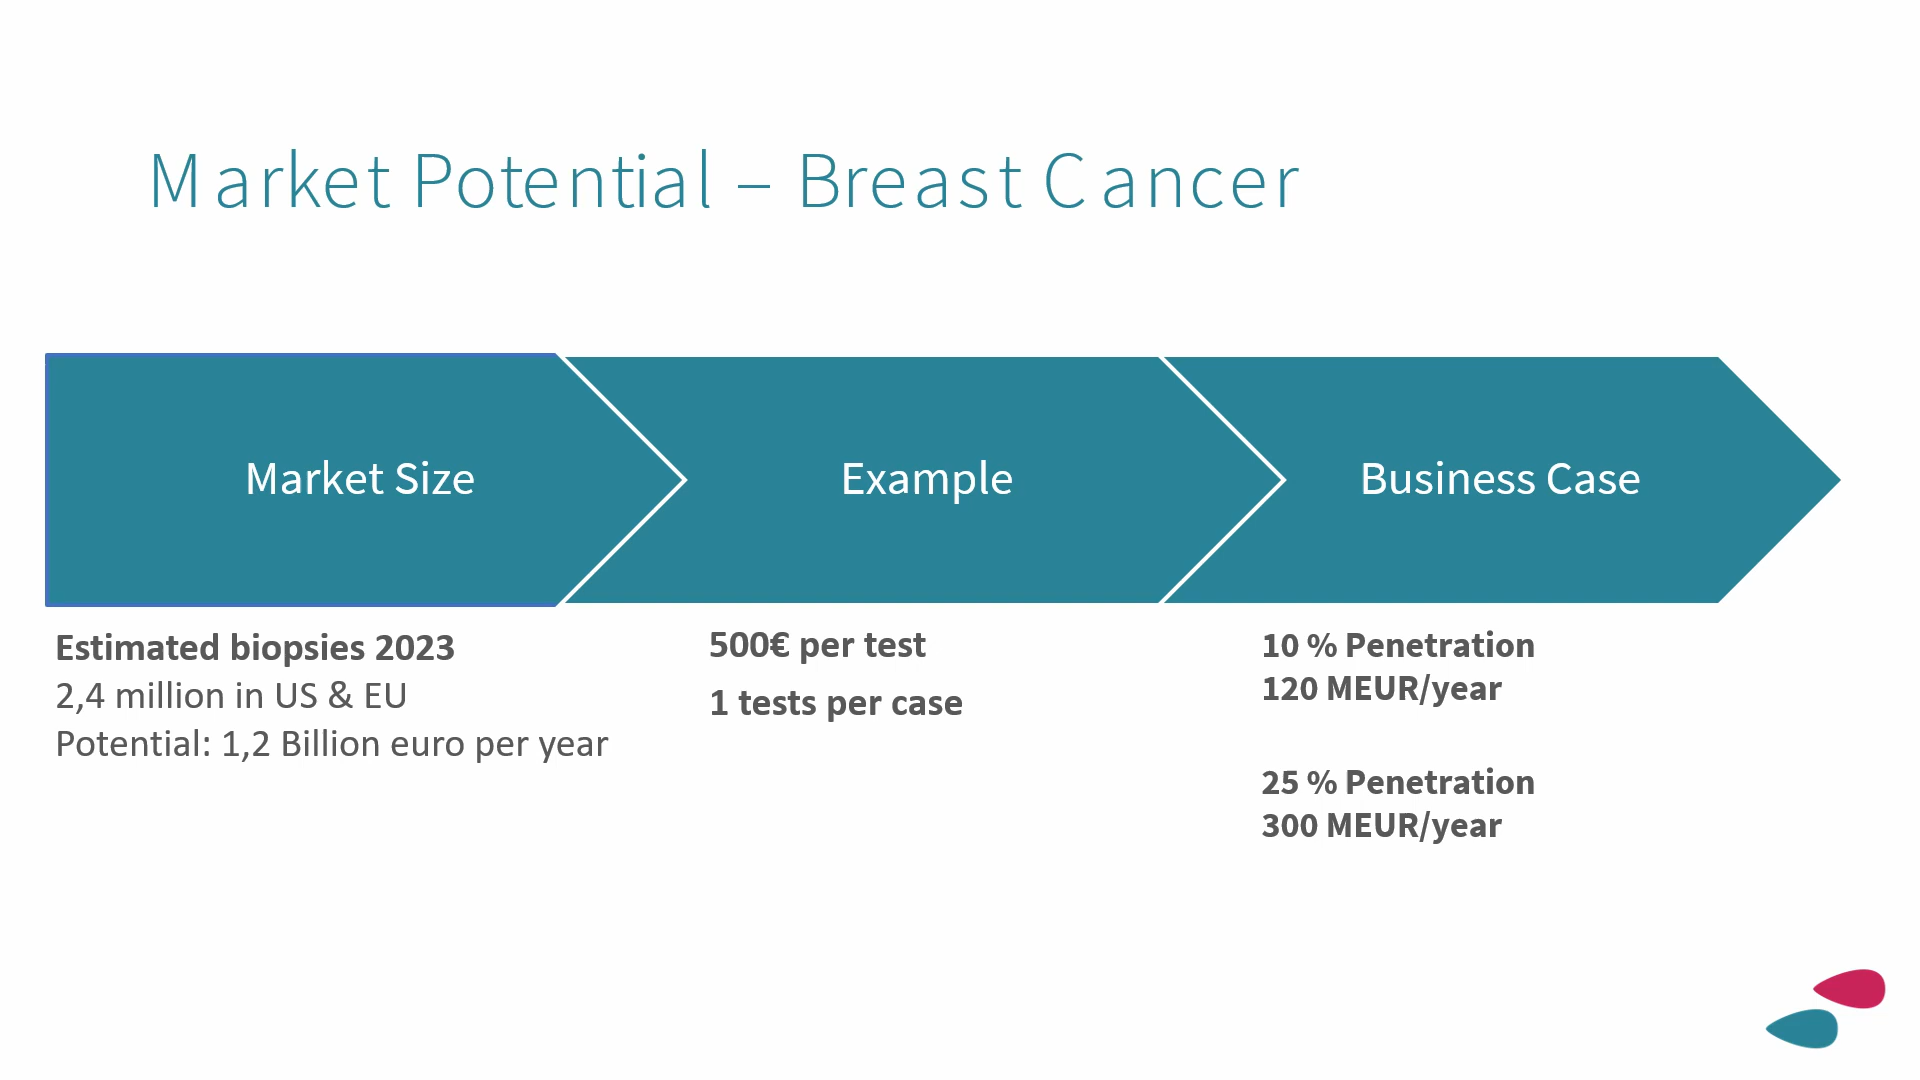 Market Potential – Breast Cancer
Market Size
Example
Business Case
Estimated biopsies 2023
2,4 million in US & EU
Potential: 1,2 Billion euro per year
500€ per test
1 tests per case
10 % Penetration
120 MEUR/year
25 % Penetration
300 MEUR/year